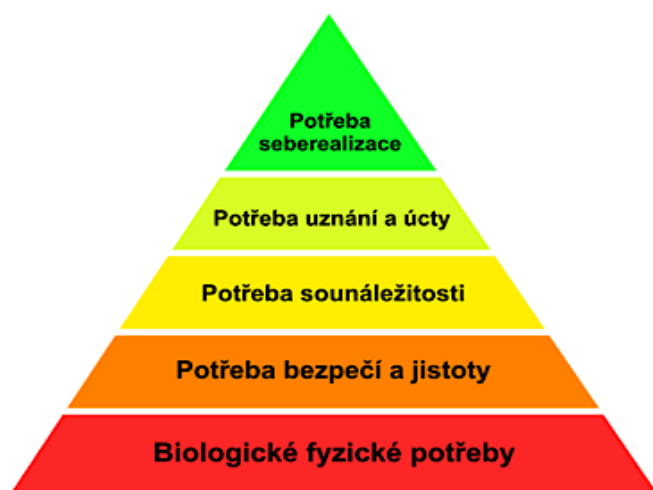 Potřeba
seberealizace
Potřeba uznání a úcty
Potřeba sounáležitosti
Potřeba bezpečí a jistoty
Biologické fyzické potřeby